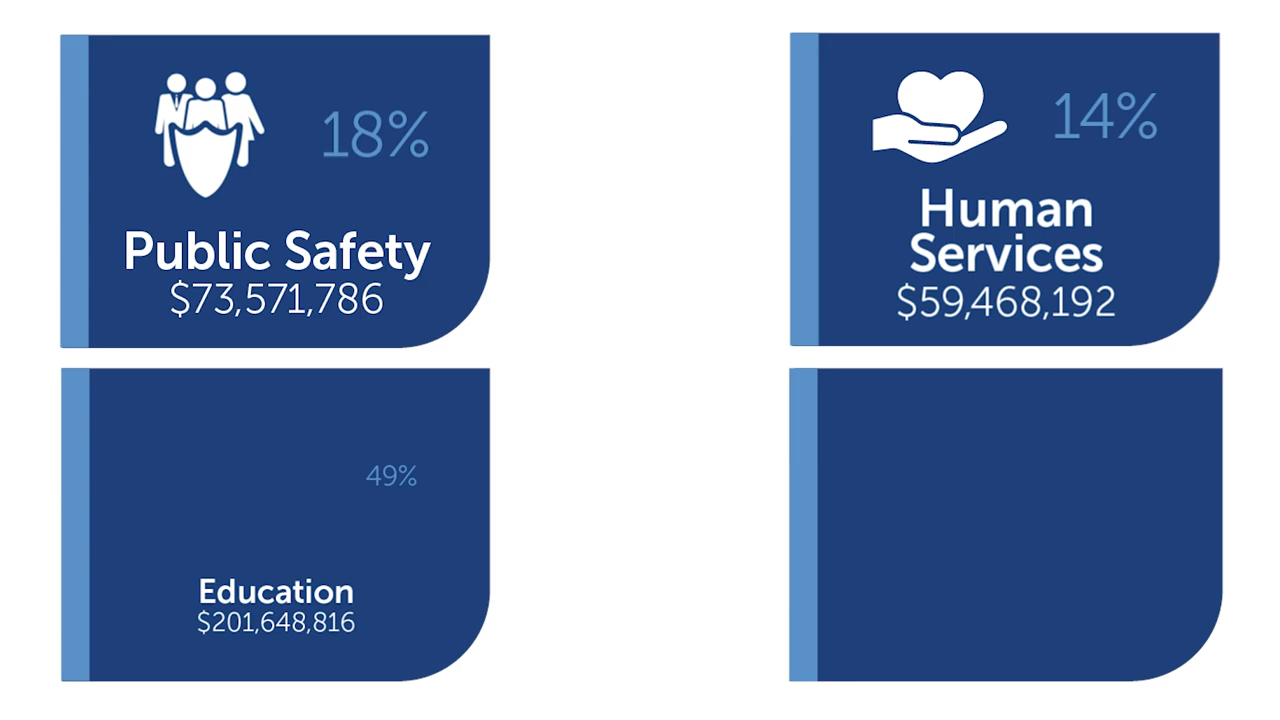 18%
Public Safety
$73,571,786
14%
Human
Services
$59,468,192
49%
Education
$201,648,816